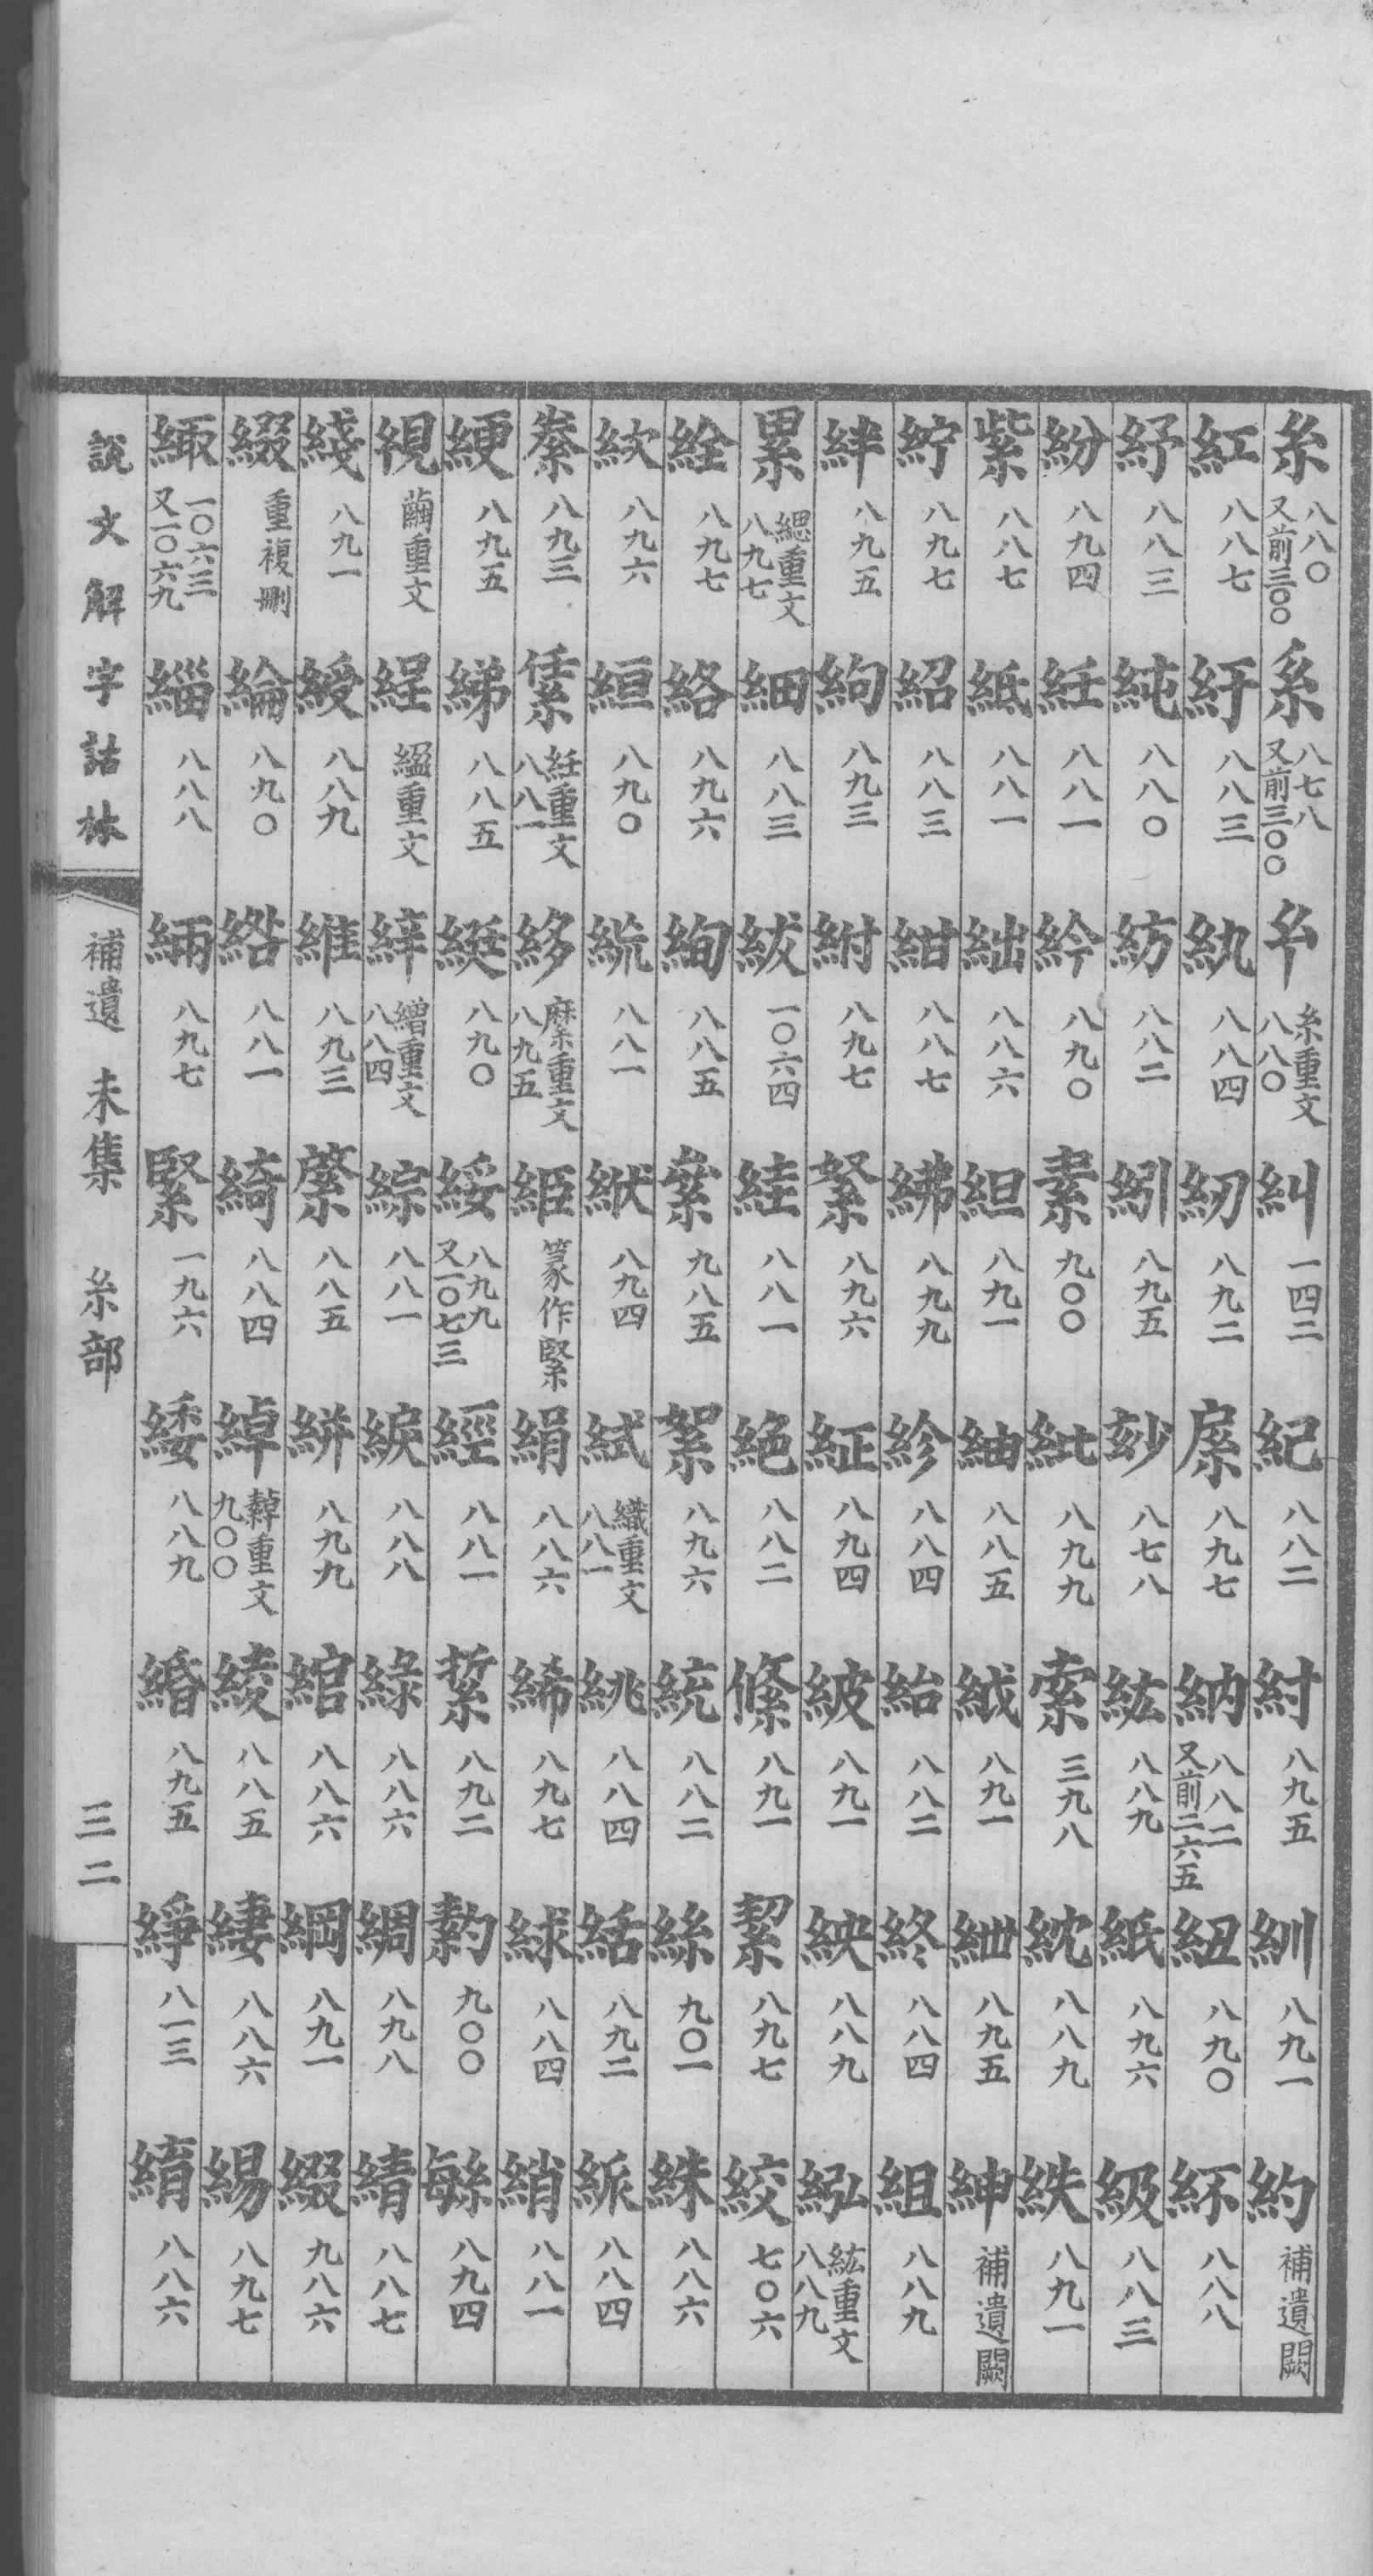 糸 八八〇 又前三〇〇 系 八七八 又前三〇〇 𠂈 糸重文 八八〇 糾 一四二 紀 八八二 紂 八九五 紃 八九一 約 補遺闕
紅 八八七 紆 八八三 紈 八八四 紉 八九二 㡛 八九七 納 八八二 又前二六五 紐 八九〇 紑 八八八
紓 八八三 純 八八〇 紡 八八二 紖 八九五 玅 八七八 紘 八八九 紙 八九六 級 八八三
紛 八九四 紝 八八一 紟 八九〇 素 九〇〇 紕 八九九 索 三九八 紞 八八九 紩 八九一
紫 八八七 紙 八八一 絀 八八六 組 八九一 紬 八八五 絨 八九一 紲 八九五 紳 補遺闕
紵 八九七 紹 八八三 紺 八八七 紼 八九九 紾 八八四 紿 八八二 終 八八四 組 八八九
絆 八九五 絇 八九三 紨 八九七 絮 八九六 紅 八九四 紴 八九一 紻 八八九 紭 紘重文 八八九
累 緦重文 八九七 細 八八三 紱 一〇六四 絓 八八一 絶 八八二 絛 八九一 絜 八九七 絞 七〇六
絟 八九七 絡 八九六 絢 八八五 絫 九八五 絮 八九六 統 八八二 絲 九〇一 絑 八八六
絘 八九六 絙 八九〇 絖 八八一 絥 八九四 絨 織重文 八八一 絩 八八四 𦀅 八九二 𥿯 八八四
絭 八九三 𥿻 紝重文 八八一 𥿫 縻重文 八九五 𦀇 篆作緊 絹 八八六 絺 八九七 絿 八八四 綃 八八一
綆 八九五 綈 八八五 綎 八九〇 綏 八九九 又一〇七三 經 八八一 綮 八九二 䋤 九〇〇 緐 八九四
絸 繭重文 綎 縕重文 䋔 繒重文 八八四 綜 八八一 綟 八八八 綠 八八六 綢 八九八 綪 八八七
綫 八九一 綬 八八九 維 八九三 綮 八八五 絣 八九九 綰 八八六 綱 八九一 綴 九八六
綴 重複刪 綸 八九〇 綹 八八一 綺 八八四 綽 繛重文 九〇〇 綾 八八五 緀 八八六 緆 八九七
緅 一〇六三 又一〇六九 緇 八八八 緉 八九七 緊 一九六 緌 八八九 緍 八九五 綪 八一三 綃 八八六
說文解字詁林 補遺 未集 糸部 三二